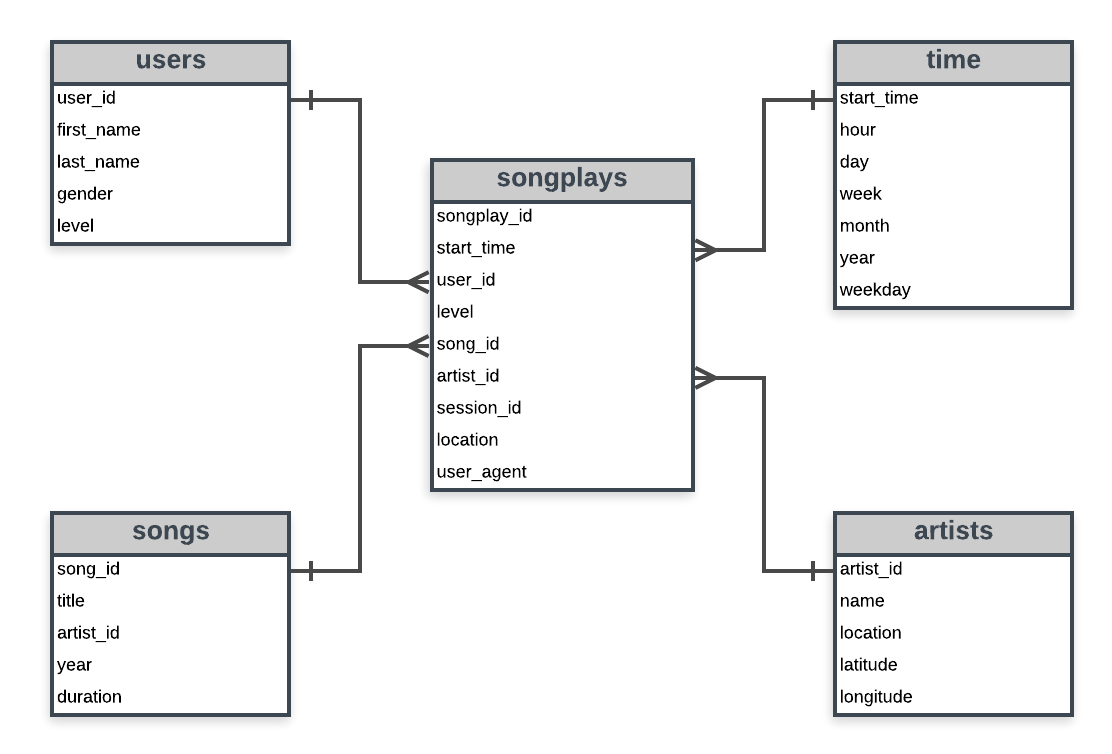 users
user_id
first_name
last_name
gender
level
songplays
songplay_id
start_time
user_id
level
song_id
artist_id
session_id
location
user_agent
time
start_time
hour
day
week
month
year
weekday
songs
song_id
title
artist_id
year
duration
artists
artist_id
name
location
latitude
longitude